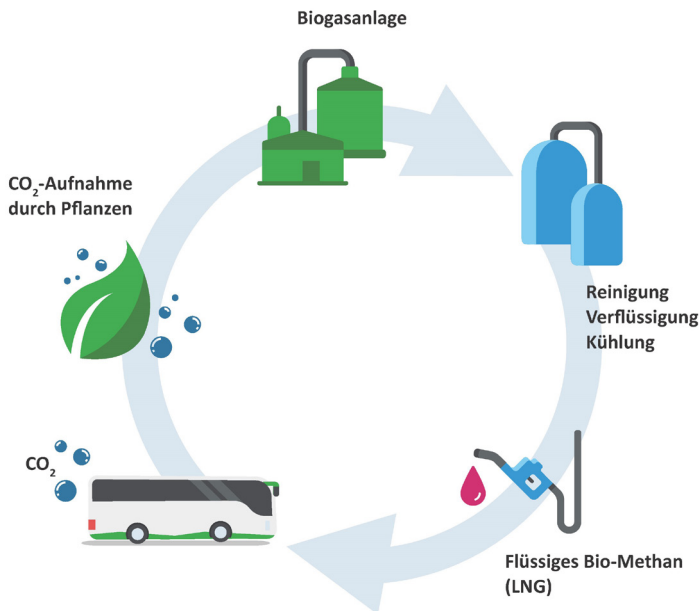 Biogasanlage
CO₂-Aufnahme
durch Pflanzen
Reinigung
Verflüssigung
Kühlung
CO₂
Flüssiges Bio-Methan
(LNG)